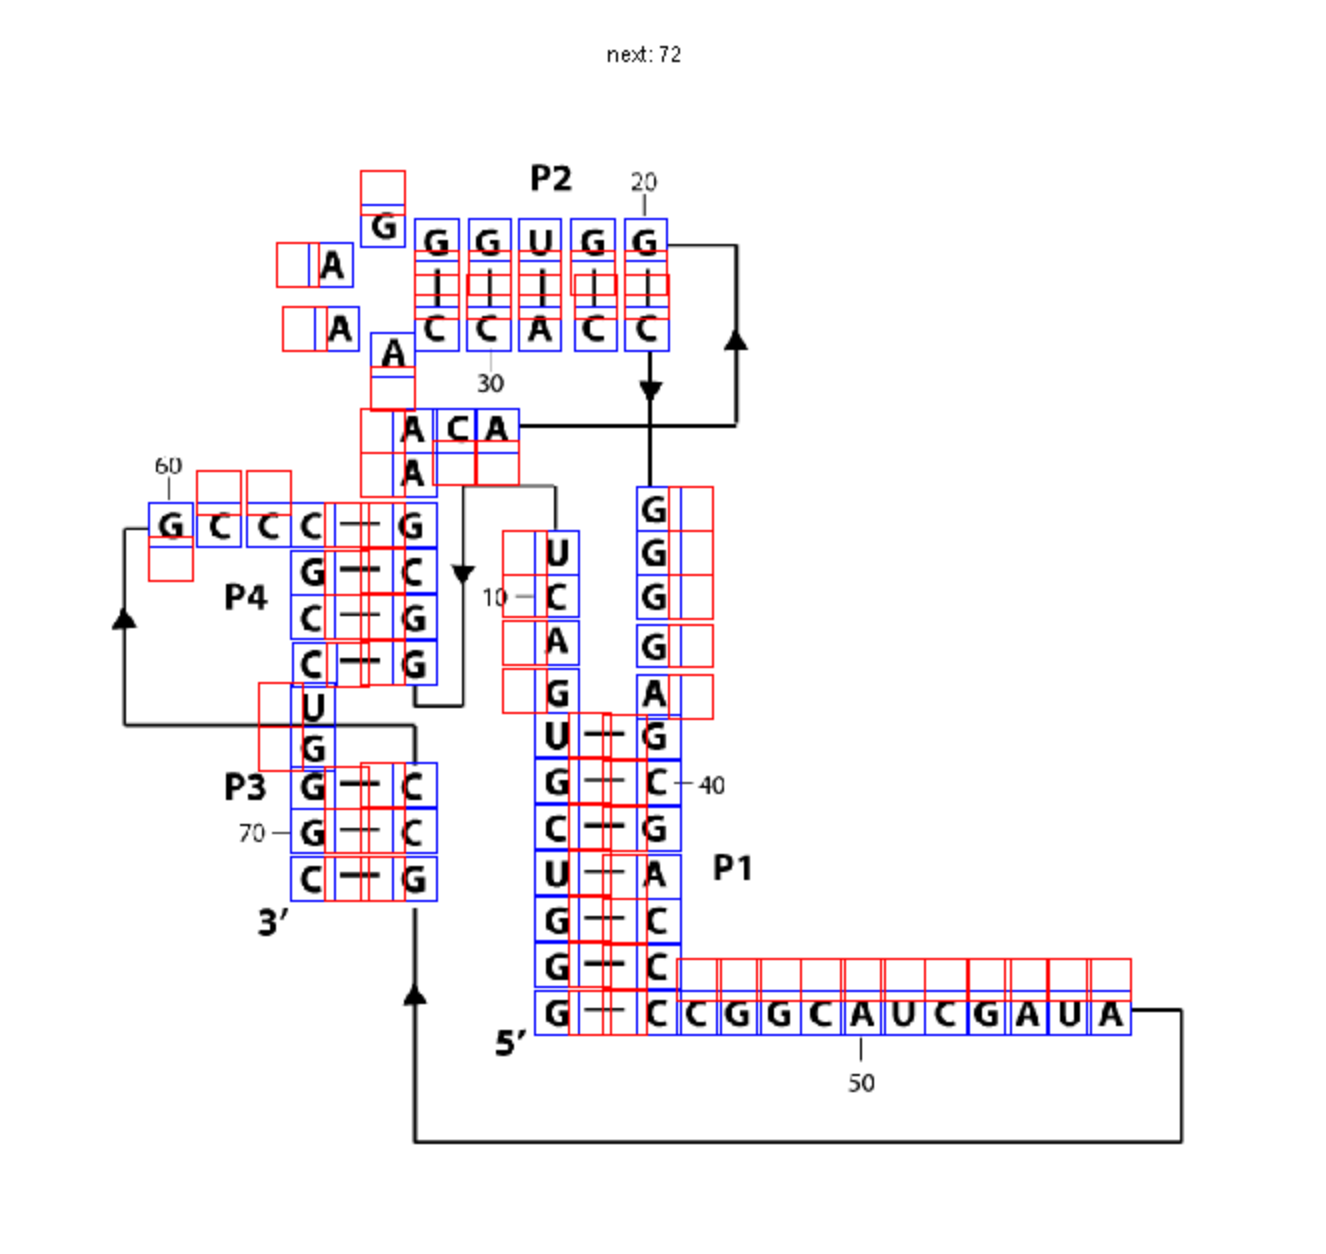 next: 72
P2 20
G G G U G G
A
A C C A C C
A
30
A C A
A
60
G C C C G G
U G
G C G
P4 10 C G
C G A G
C G G A
U U G
G
P3 G C G C 40
70 G C C G
C G U A P1
3′ G C
G C
5′ G C C G G C A U C G A U A
50